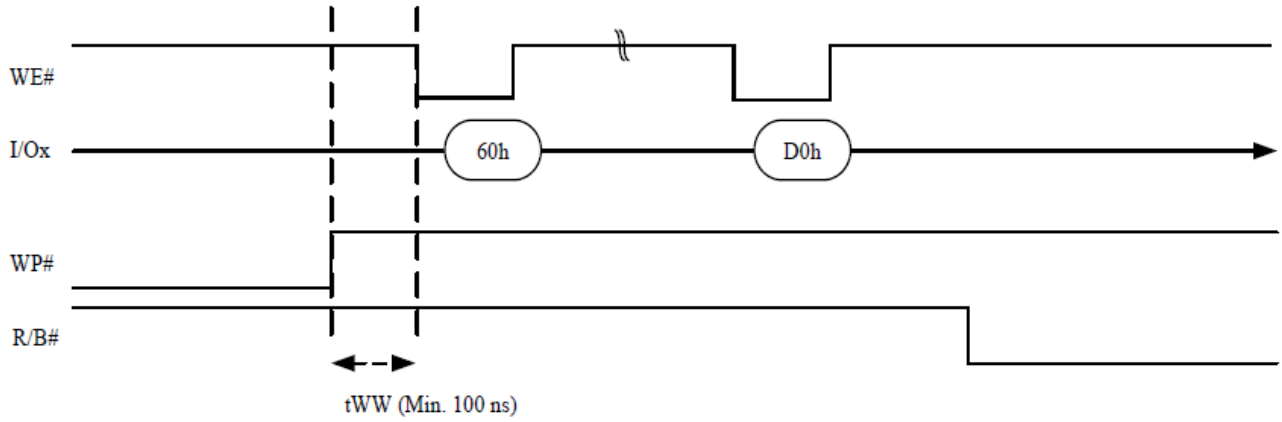 WE#
I/Ox
60h
D0h
WP#
R/B#
tWW (Min. 100 ns)